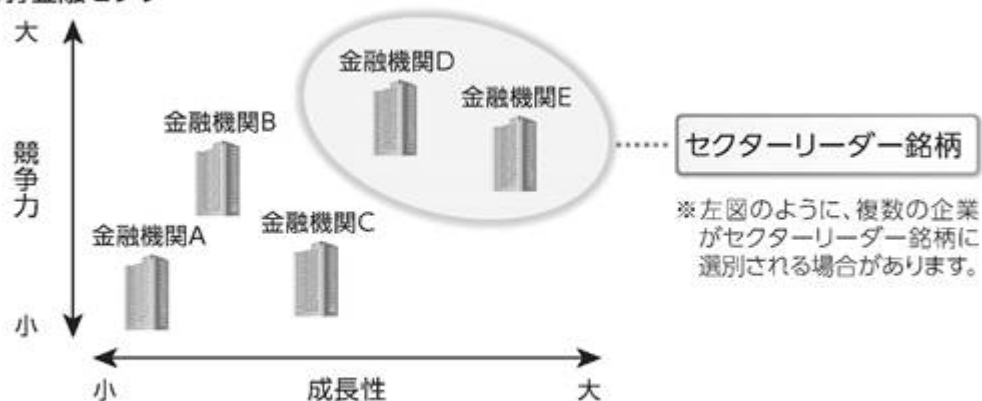 大
金融機関D
金融機関E
金融機関B
競争力
セクターリーダー銘柄
金融機関A
金融機関C
※左図のように、複数の企業
がセクターリーダー銘柄に
選別される場合があります。
小
小
成長性
大